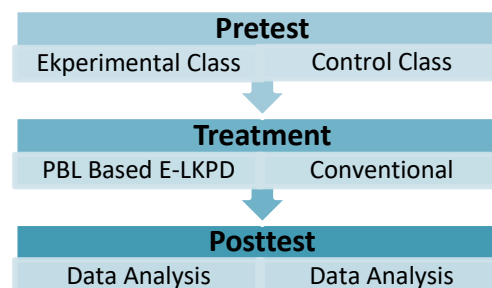 Pretest
Ekperimental Class Control Class
Treatment
PBL Based E-LKPD Conventional
Posttest
Data Analysis Data Analysis